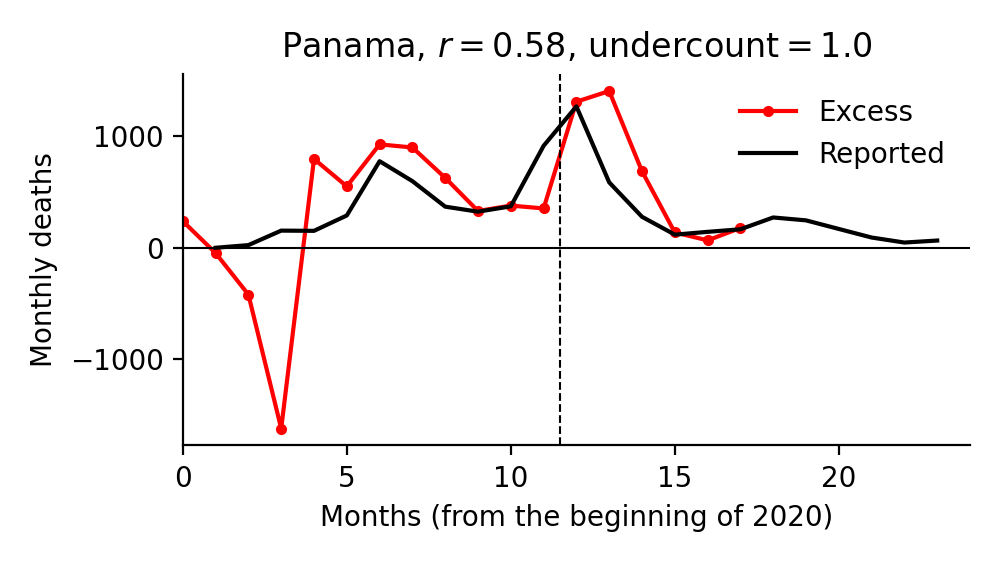 Panama, r = 0.58, undercount = 1.0
Excess
Reported
Monthly deaths
1000
0
−1000
0 5 10 15 20
Months (from the beginning of 2020)